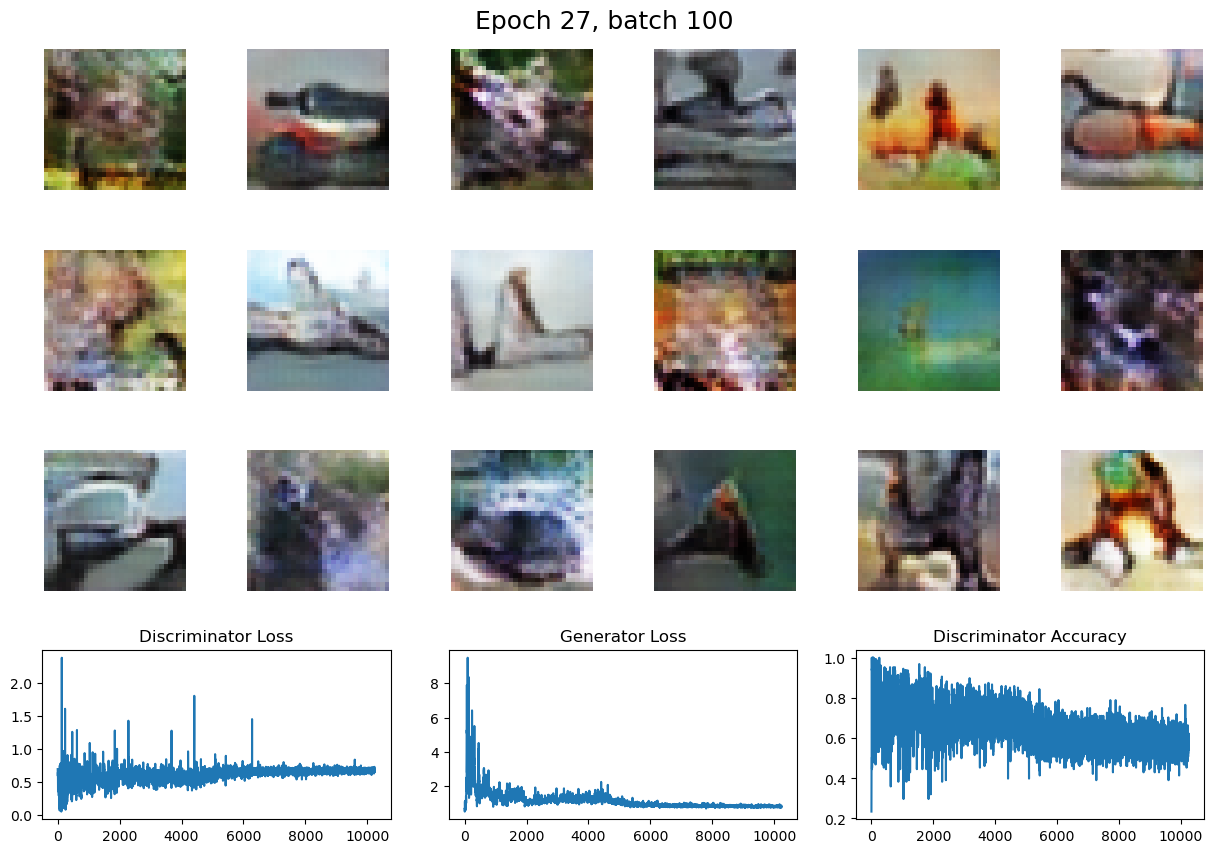 Epoch 27, batch 100
Discriminator Loss
2.0
1.5
1.0
0.5
0.0
0 2000 4000 6000 8000 10000
Generator Loss
8
6
4
2
0 2000 4000 6000 8000 10000
Discriminator Accuracy
1.0
0.8
0.6
0.4
0.2
0 2000 4000 6000 8000 10000